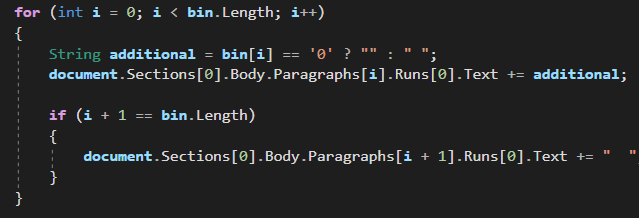 for (int i = 0; i < bin.Length; i++)
{
    String additional = bin[i] == '0' ? "" : " ";
    document.Sections[0].Body.Paragraphs[i].Runs[0].Text += additional;

    if (i + 1 == bin.Length)
    {
        document.Sections[0].Body.Paragraphs[i + 1].Runs[0].Text += "  "
    }
}